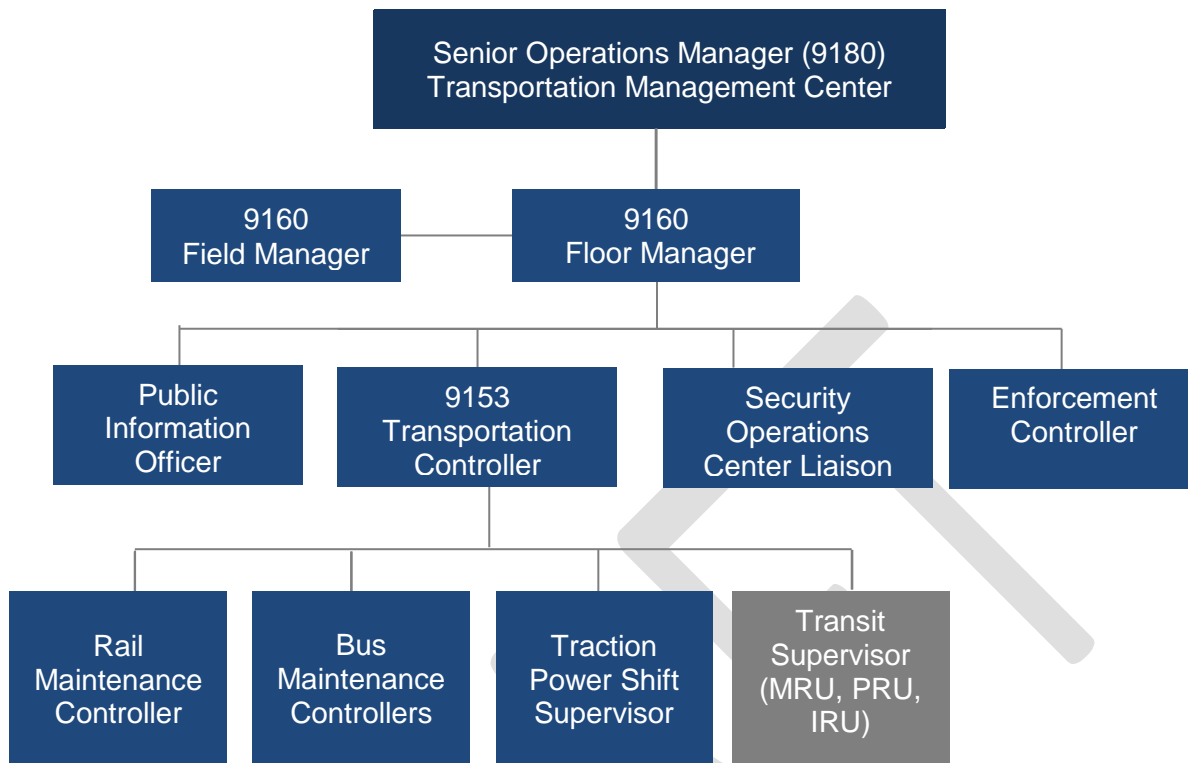 Senior Operations Manager (9180)
Transportation Management Center
9160
Field Manager
9160
Floor Manager
Public
Information
Officer
9153
Transportation
Controller
Security
Operations
Center Liaison
Enforcement
Controller
Rail
Maintenance
Controller
Bus
Maintenance
Controllers
Traction
Power Shift
Supervisor
Transit
Supervisor
(MRU, PRU,
IRU)